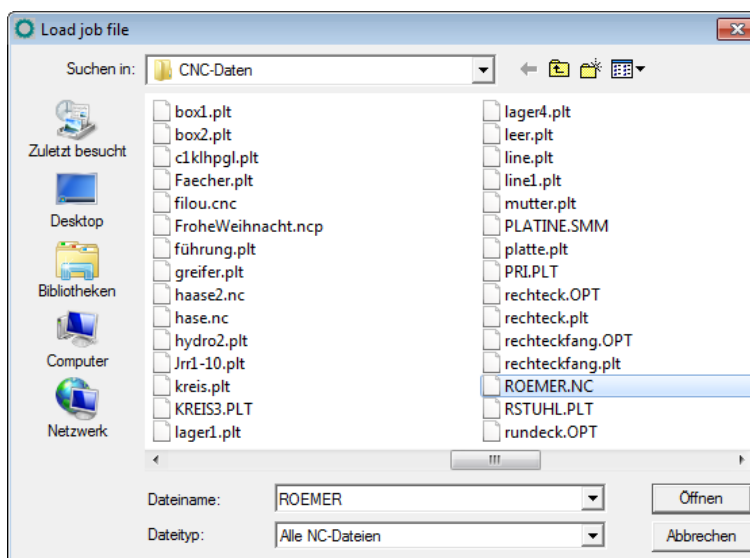 Load job file
Suchen in:
CNC-Daten
Zuletzt besucht
Desktop
Bibliotheken
Computer
Netzwerk
box1.plt
box2.plt
c1klhpgl.plt
Faecher.plt
filou.cnc
FroheWeihnacht.ncp
führung.plt
greifer.plt
haase2.nc
hase.nc
hydro2.plt
Jrr1-10.plt
kreis.plt
KREIS3.PLT
lager1.plt
lager4.plt
leer.plt
line.plt
line1.plt
mutter.plt
PLATINE.SMM
platte.plt
PRI.PLT
rechteck.OPT
rechteck.plt
rechteckfang.OPT
rechteckfang.plt
ROEMER.NC
RSTUHL.PLT
rundeck.OPT
Dateiname:
ROEMER
Öffnen
Dateityp:
Alle NC-Dateien
Abbrechen